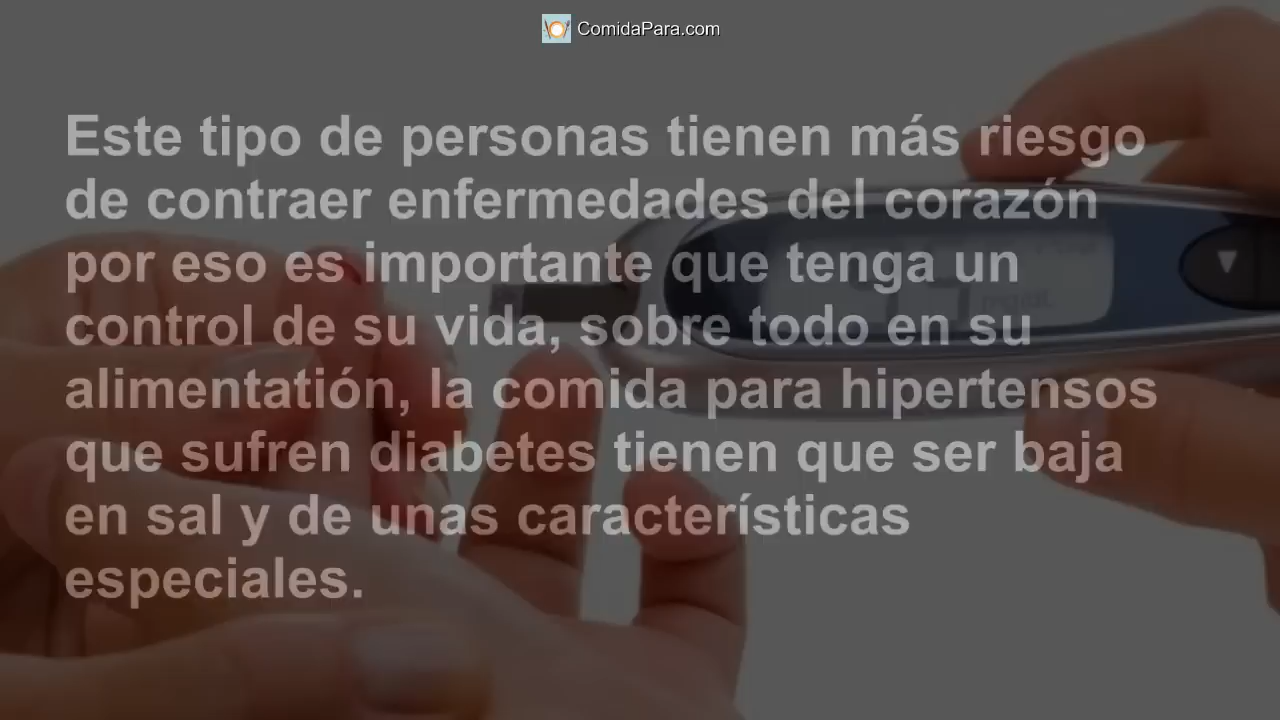 ComidaPara.com
Este tipo de personas tienen más riesgo
de contraer enfermedades del corazón
por eso es importante que tenga un
control de su vida, sobre todo en su
alimentatión, la comida para hipertensos
que sufren diabetes tienen que ser baja
en sal y de unas características
especiales.